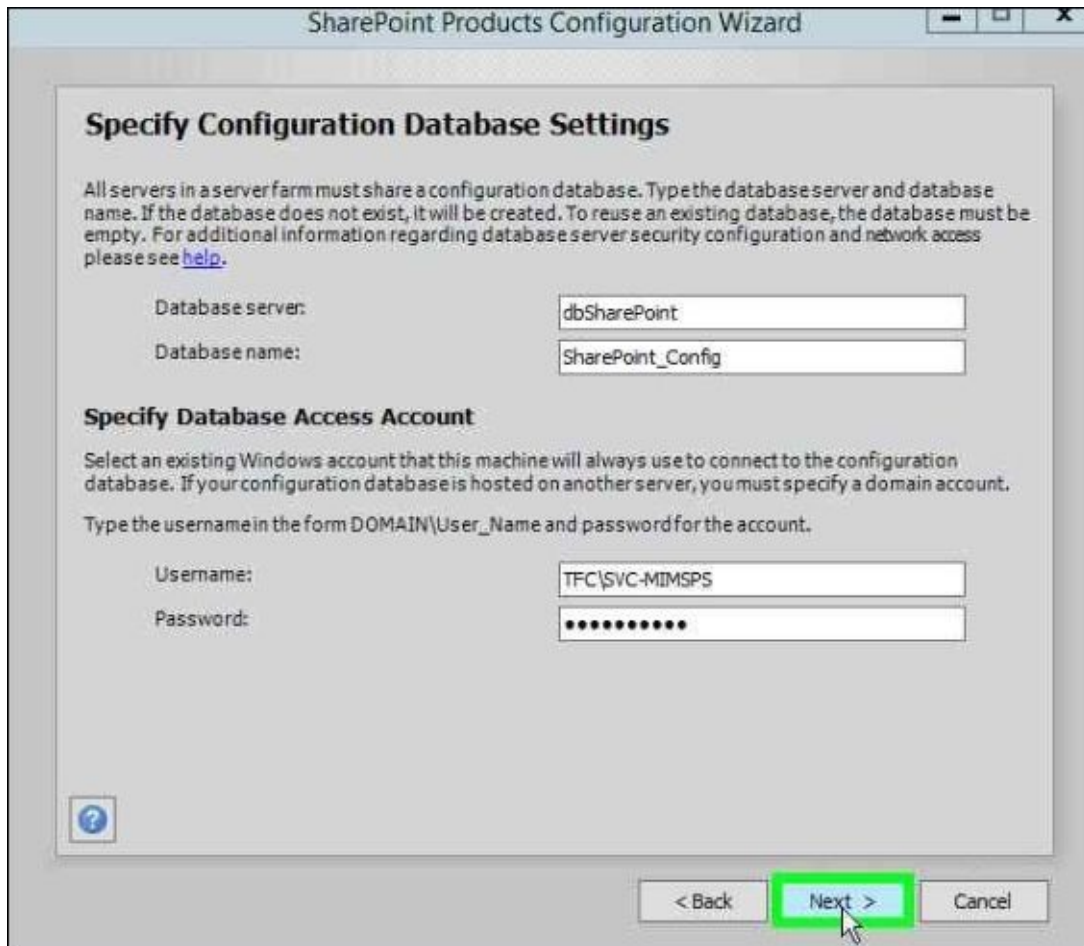 SharePoint Products Configuration Wizard
Specify Configuration Database Settings
All servers in a server farm must share a configuration database. Type the database server and database
name. If the database does not exist, it will be created. To reuse an existing database, the database must be
empty. For additional information regarding database server security configuration and network access
please see help.
Database server: dbSharePoint
Database name: SharePoint_Config
Specify Database Access Account
Select an existing Windows account that this machine will always use to connect to the configuration
database. If your configuration database is hosted on another server, you must specify a domain account.
Type the username in the form DOMAIN\User_Name and password for the account.
Username: TFC\SVC-MIMSPS
Password: ●●●●●●●●●●
?
< Back Next > Cancel